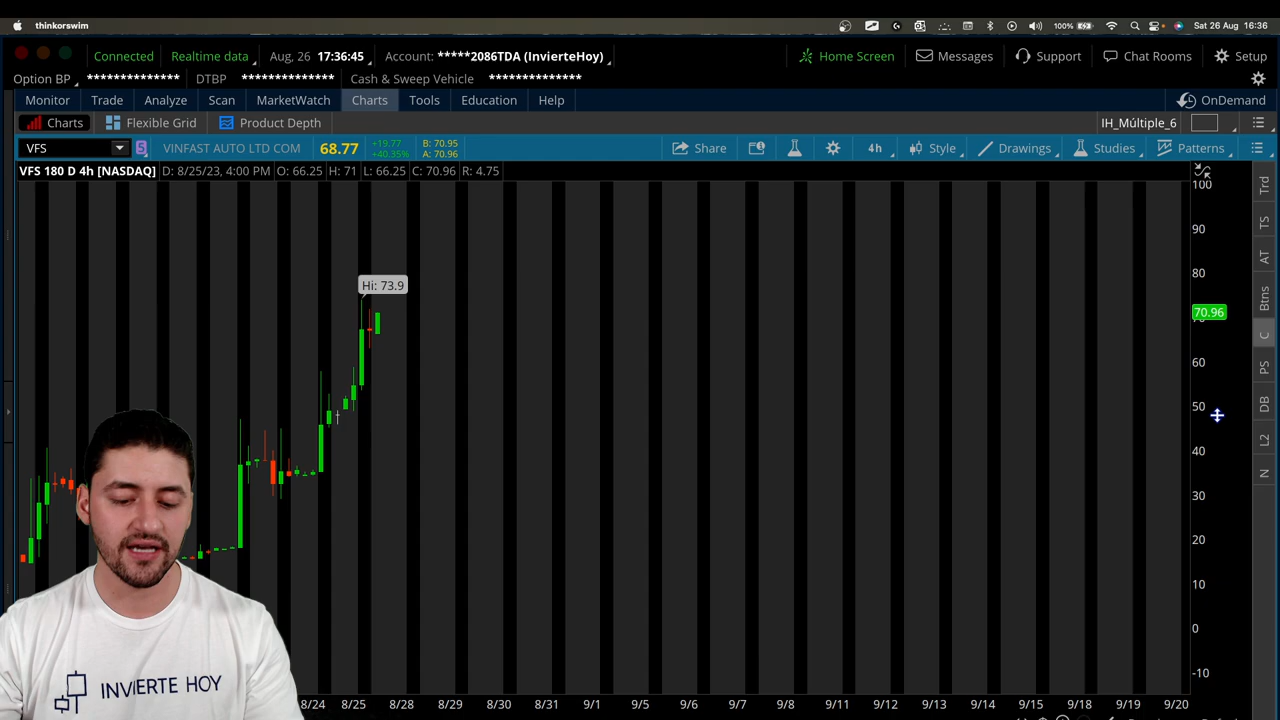 thinkorswim 100% Sat 26 Aug 16:36
Connected Realtime data Aug, 26 17:36:45 Account: *****2086TDA (InvierteHoy) Home Screen Messages Support Chat Rooms Setup
Option BP ************* DTBP ************* Cash & Sweep Vehicle *************
Monitor Trade Analyze Scan MarketWatch Charts Tools Education Help OnDemand
Charts Flexible Grid Product Depth IH_Múltiple_6
VFS S VINFAST AUTO LTD COM 68.77 +19.77 B: 70.95 Share 4h Style Drawings Studies Patterns
+40.35% A: 70.96
VFS 180 D 4h [NASDAQ] D: 8/25/23, 4:00 PM O: 66.25 H: 71 L: 66.25 C: 70.96 R: 4.75
100
90
80
Hi: 73.9
70.96
60
50
40
30
20
10
0
-10
Trd
TS
AT
Btns
C
PS
DB
L2
N
INVIERTE HOY
8/24 8/25 8/28 8/29 8/30 8/31 9/1 9/5 9/6 9/7 9/8 9/11 9/12 9/13 9/14 9/15 9/18 9/19 9/20